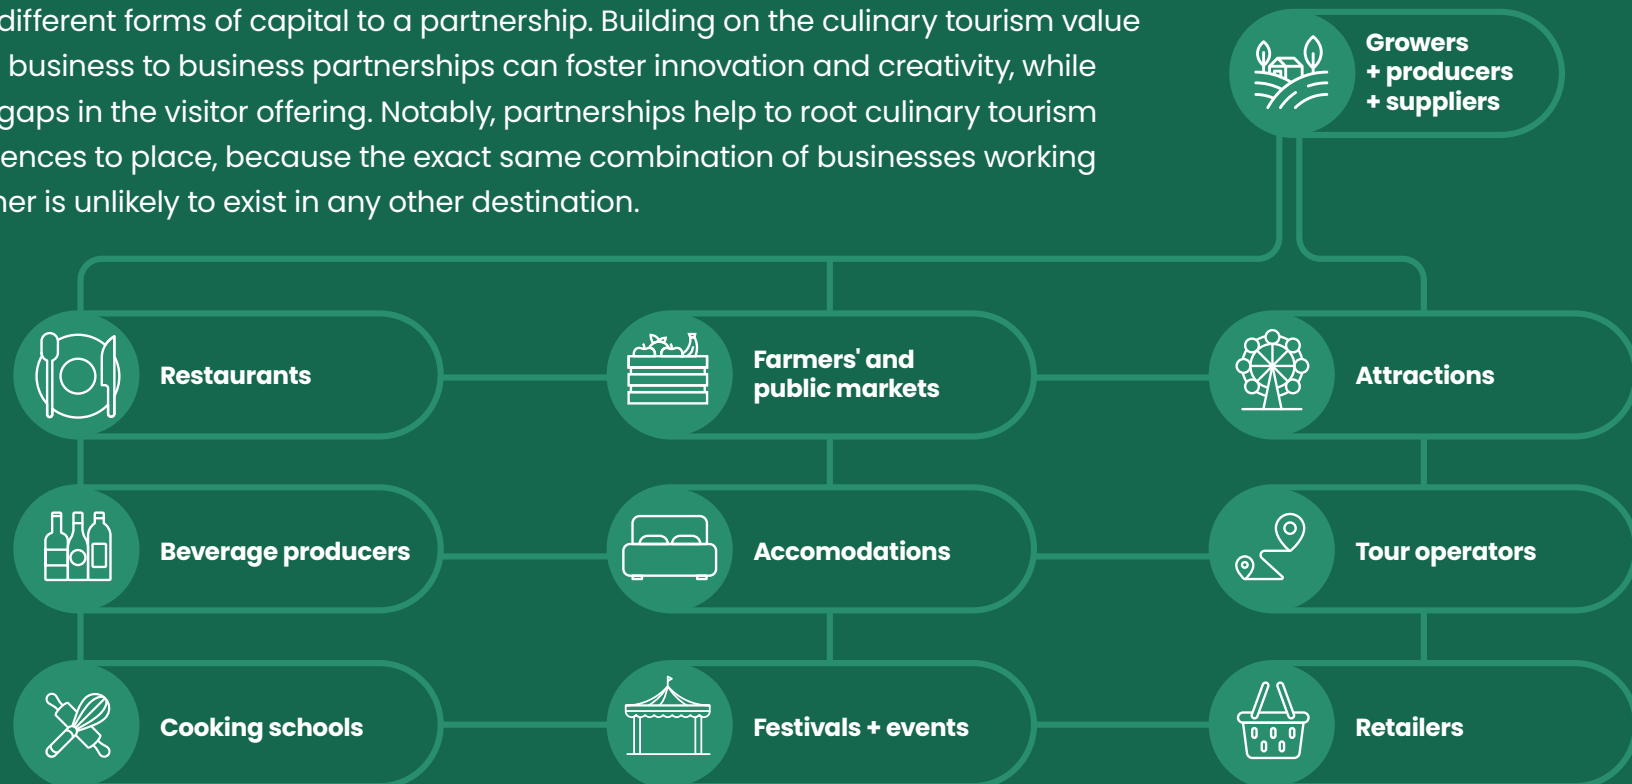 different forms of capital to a partnership. Building on the culinary tourism value
business to business partnerships can foster innovation and creativity, while
gaps in the visitor offering. Notably, partnerships help to root culinary tourism
ences to place, because the exact same combination of businesses working
ner is unlikely to exist in any other destination.
Growers
+ producers
+ suppliers
Restaurants
Farmers' and
public markets
Attractions
Beverage producers
Accomodations
Tour operators
Cooking schools
Festivals + events
Retailers